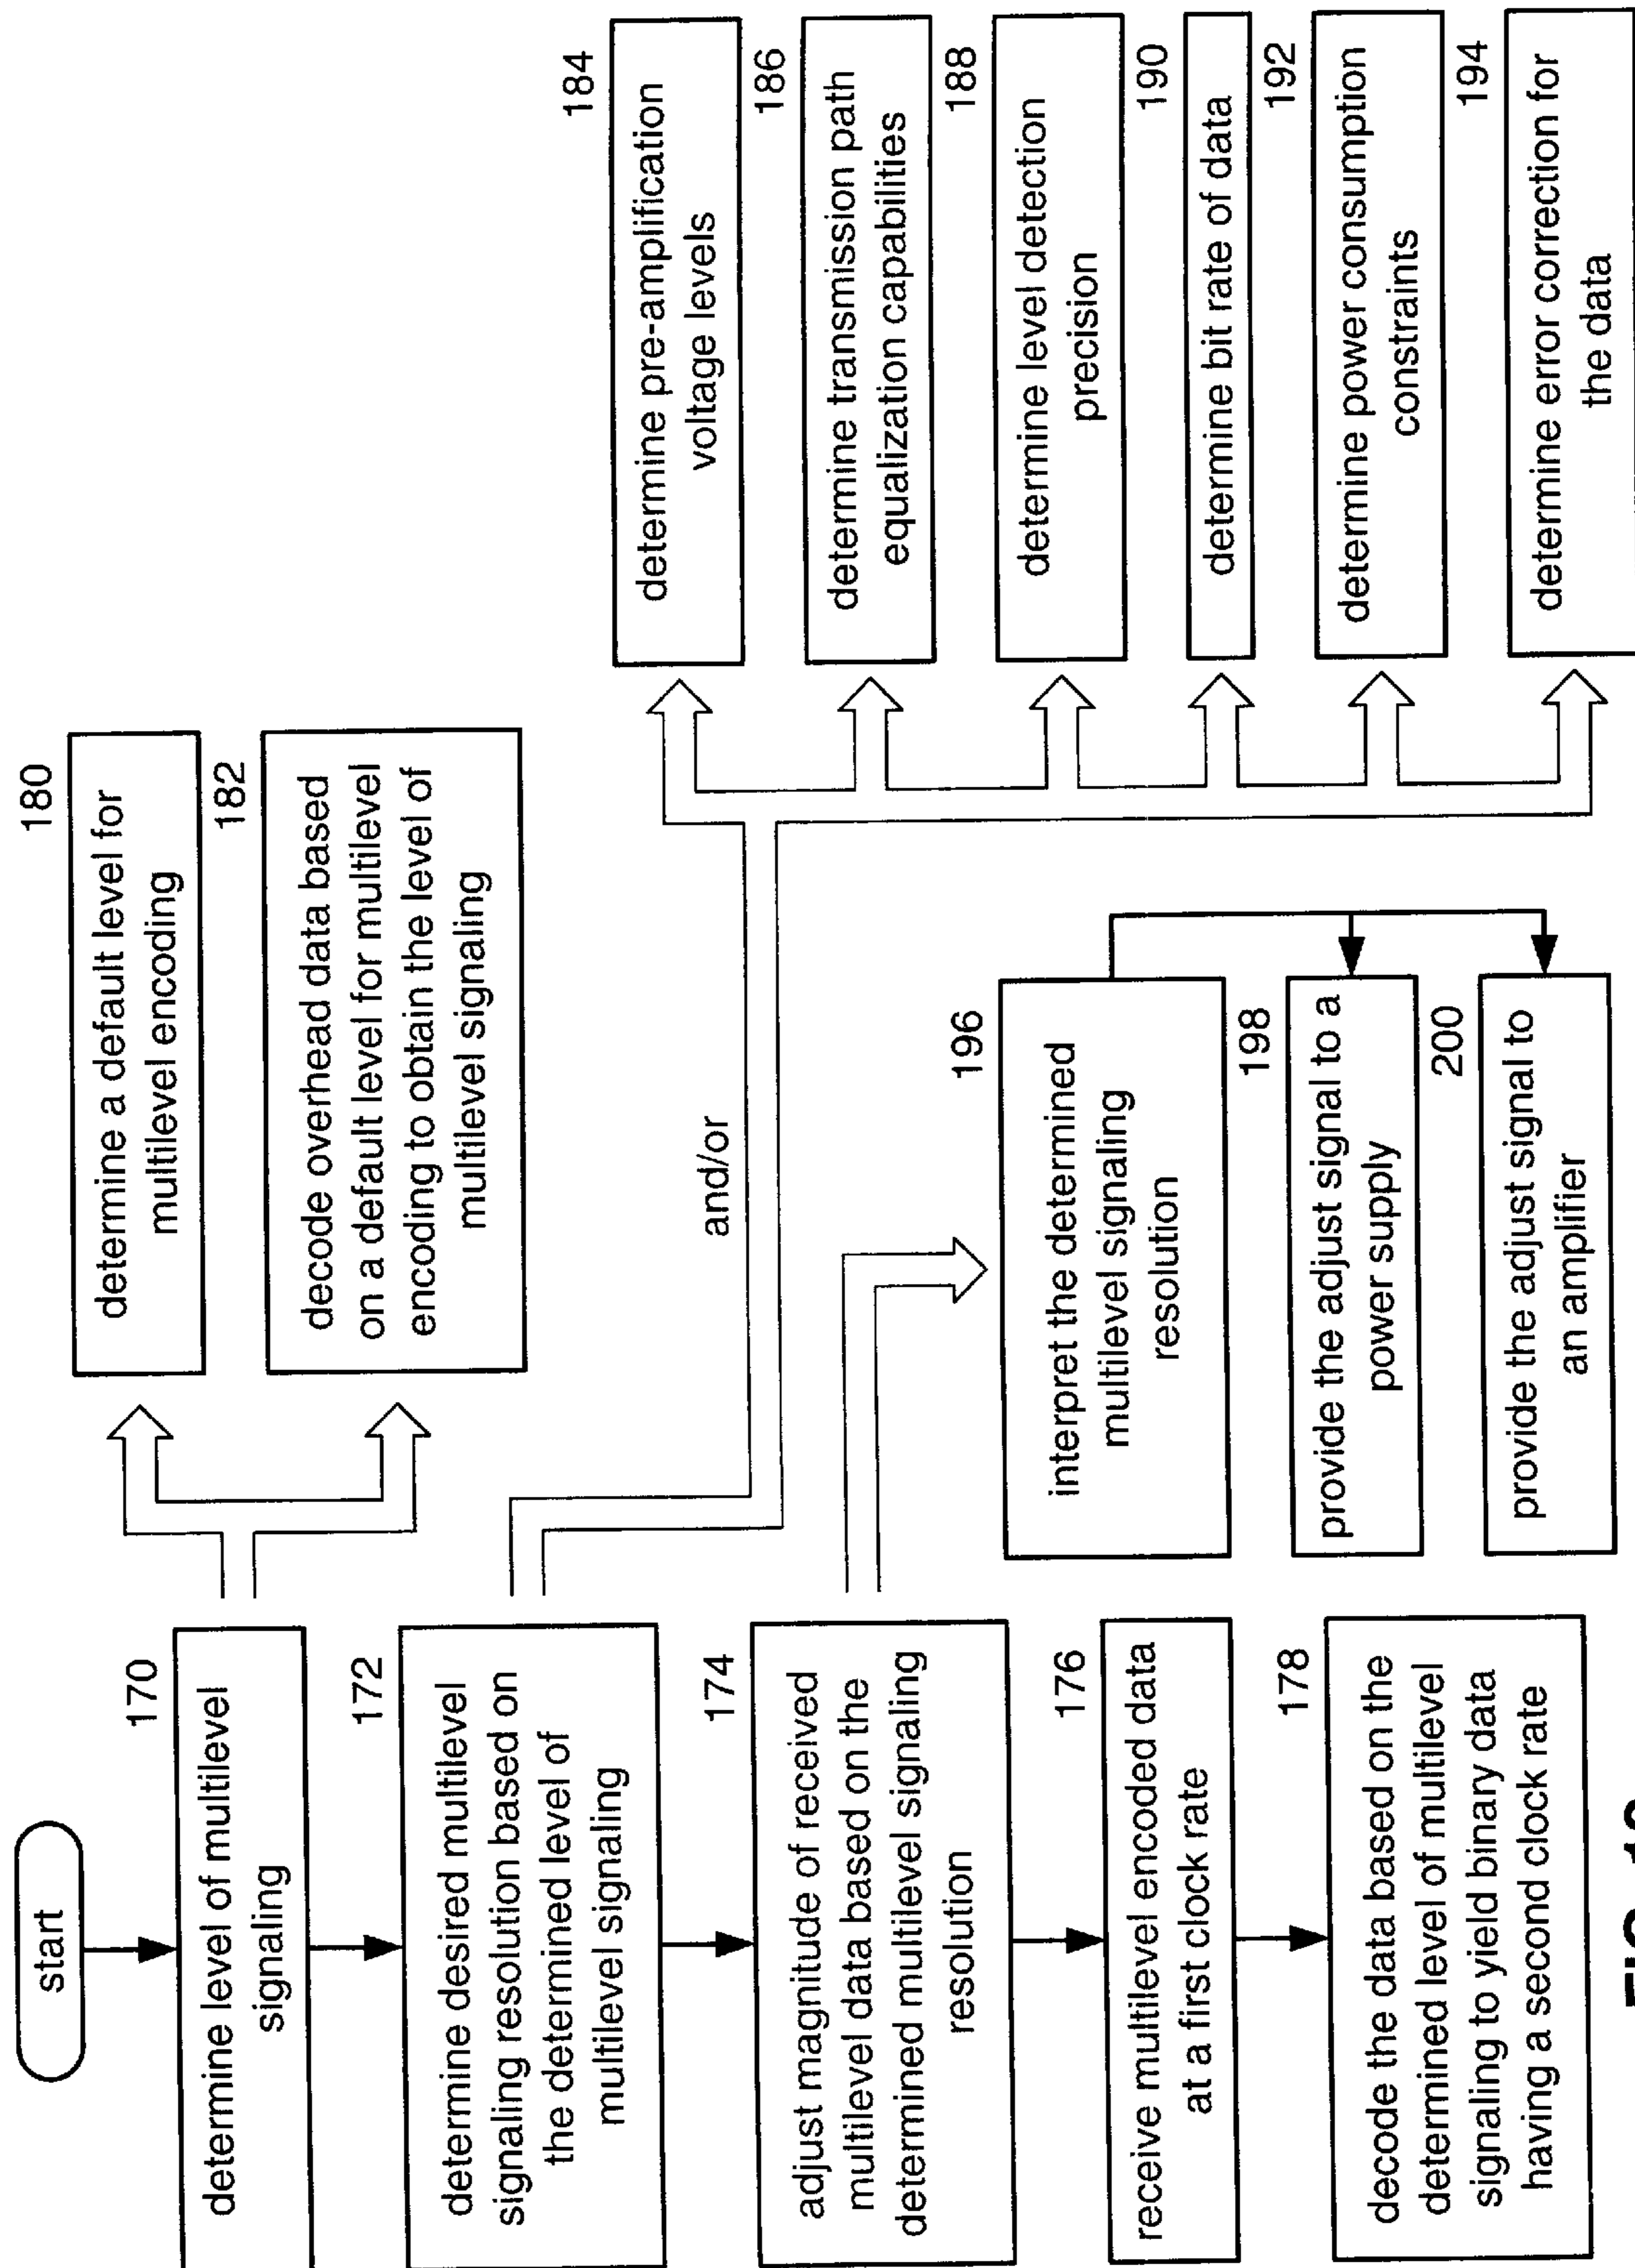 start
170
determine level of multilevel
signaling
172
determine desired multilevel
signaling resolution based on
the determined level of
multilevel signaling
174
adjust magnitude of received
multilevel data based on the
determined multilevel signaling
resolution
176
receive multilevel encoded data
at a first clock rate
178
decode the data based on the
determined level of multilevel
signaling to yield binary data
having a second clock rate
180
determine a default level for
multilevel encoding
182
decode overhead data based
on a default level for multilevel
encoding to obtain the level of
multilevel signaling
and/or
184
determine pre-amplification
voltage levels
186
determine transmission path
equalization capabilities
188
determine level detection
precision
190
determine bit rate of data
192
determine power consumption
constraints
194
determine error correction for
the data
196
interpret the determined
multilevel signaling
resolution
198
provide the adjust signal to a
power supply
200
provide the adjust signal to
an amplifier